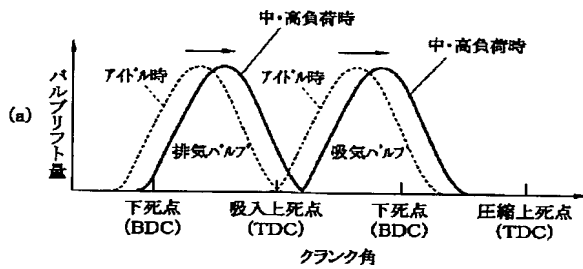 中・高負荷時
中・高負荷時
アイドル時
アイドル時
(a)
バルブリフト量
排気バルブ
吸気バルブ
下死点
(BDC)
吸入上死点
(TDC)
下死点
(BDC)
圧縮上死点
(TDC)
クランク角